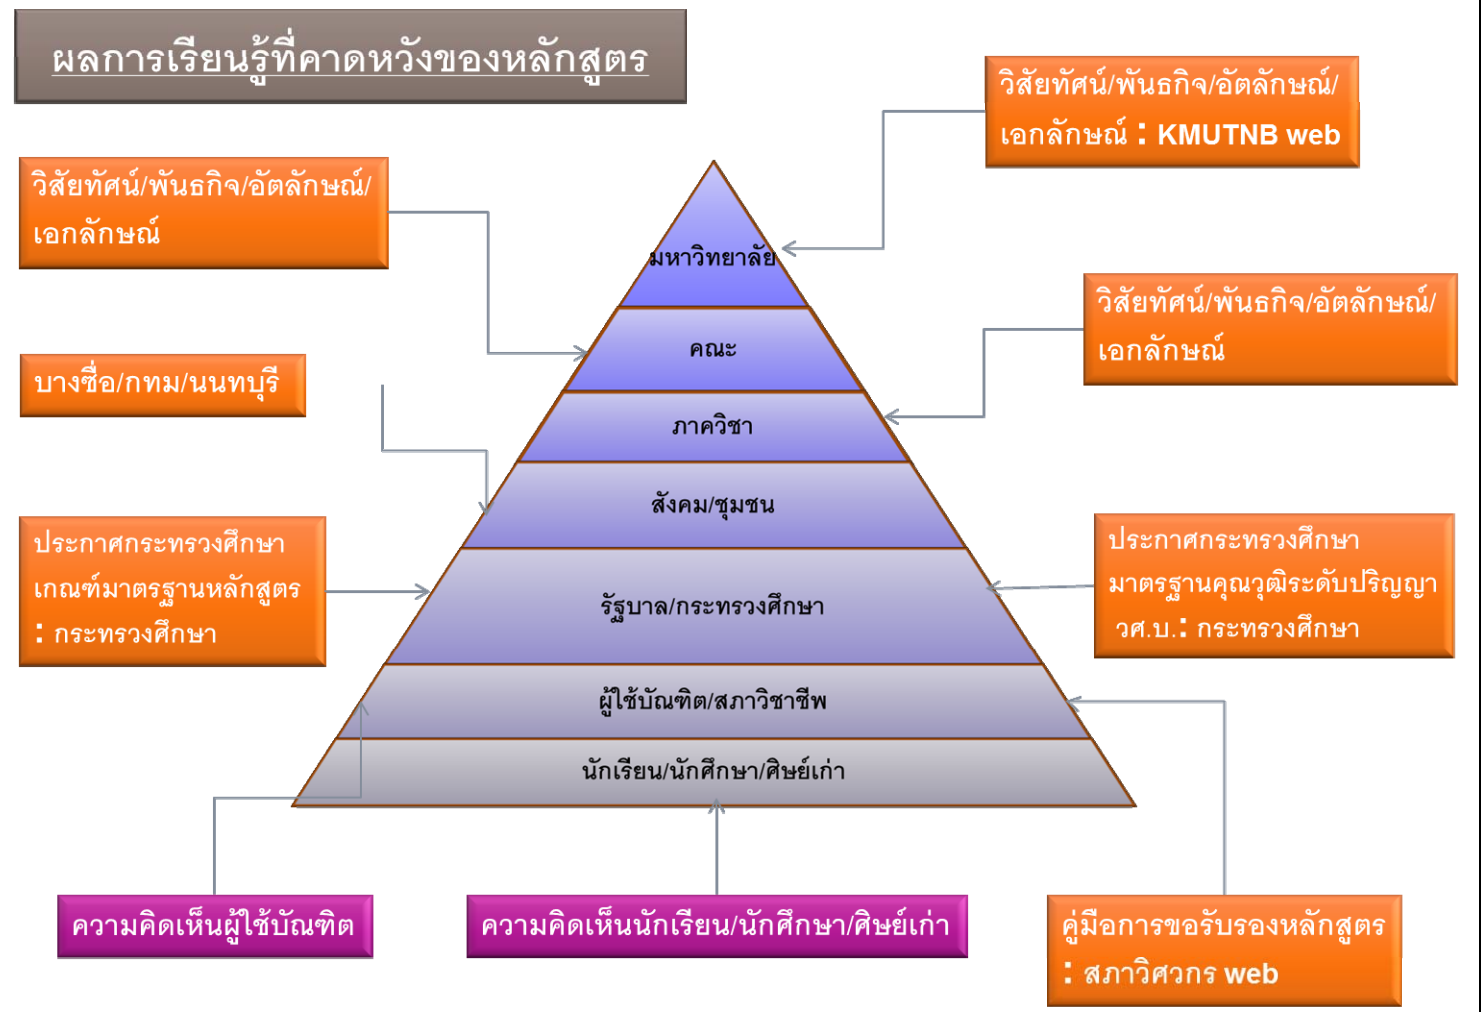 ผลการเรียนรู้ที่คาดหวังของหลักสูตร
วิสัยทัศน์/พันธกิจ/อัตลักษณ์/
เอกลักษณ์ : KMUTNB web
วิสัยทัศน์/พันธกิจ/อัตลักษณ์/
เอกลักษณ์
มหาวิทยาลัย
วิสัยทัศน์/พันธกิจ/อัตลักษณ์/
เอกลักษณ์
คณะ
บางซื่อ/กทม/นนทบุรี
ภาควิชา
สังคม/ชุมชน
ประกาศกระทรวงศึกษา
เกณฑ์มาตรฐานหลักสูตร
: กระทรวงศึกษา
รัฐบาล/กระทรวงศึกษา
ประกาศกระทรวงศึกษา
มาตรฐานคุณวุฒิระดับปริญญา
วศ.บ.: กระทรวงศึกษา
ผู้ใช้บัณฑิต/สภาวิชาชีพ
นักเรียน/นักศึกษา/ศิษย์เก่า
ความคิดเห็นผู้ใช้บัณฑิต
ความคิดเห็นนักเรียน/นักศึกษา/ศิษย์เก่า
คู่มือการขอรับรองหลักสูตร
: สภาวิศวกร web